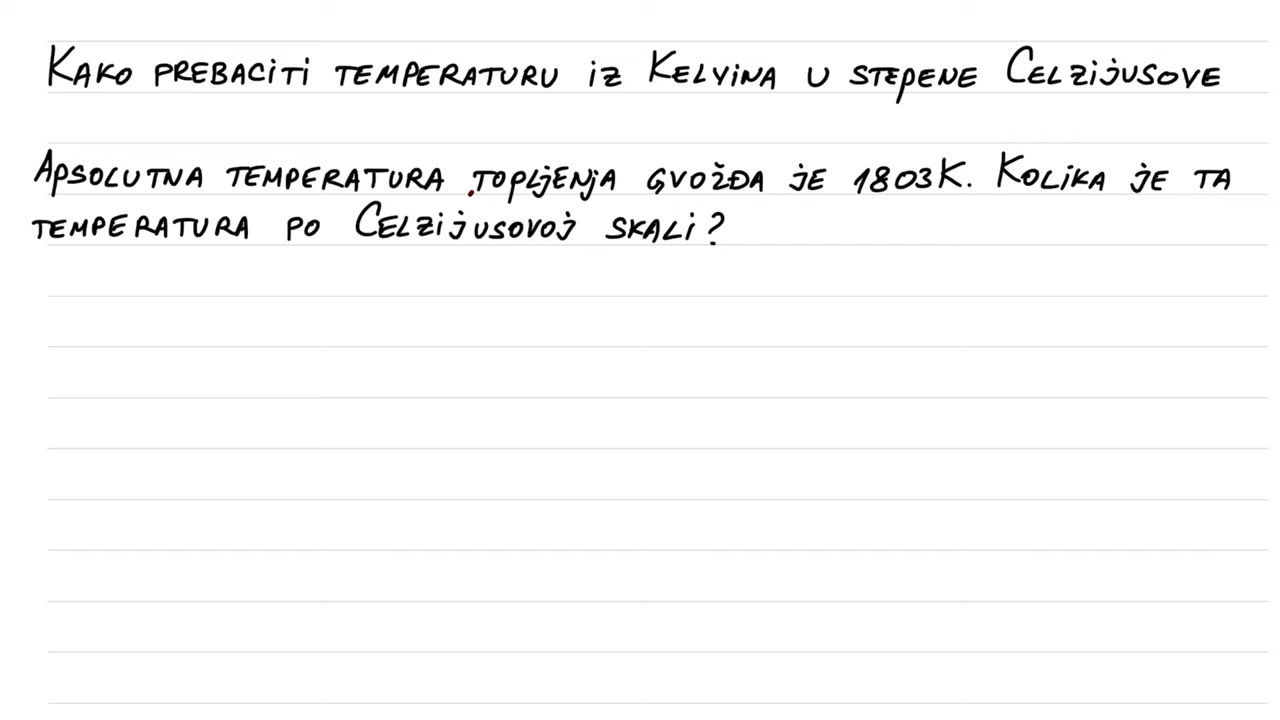 Kako prebaciti temperaturu iz Kelvina u stepene Celzijusove
Apsolutna temperatura topljenja gvožđa je 1803K. Kolika je ta
temperatura po Celzijusovoj skali?